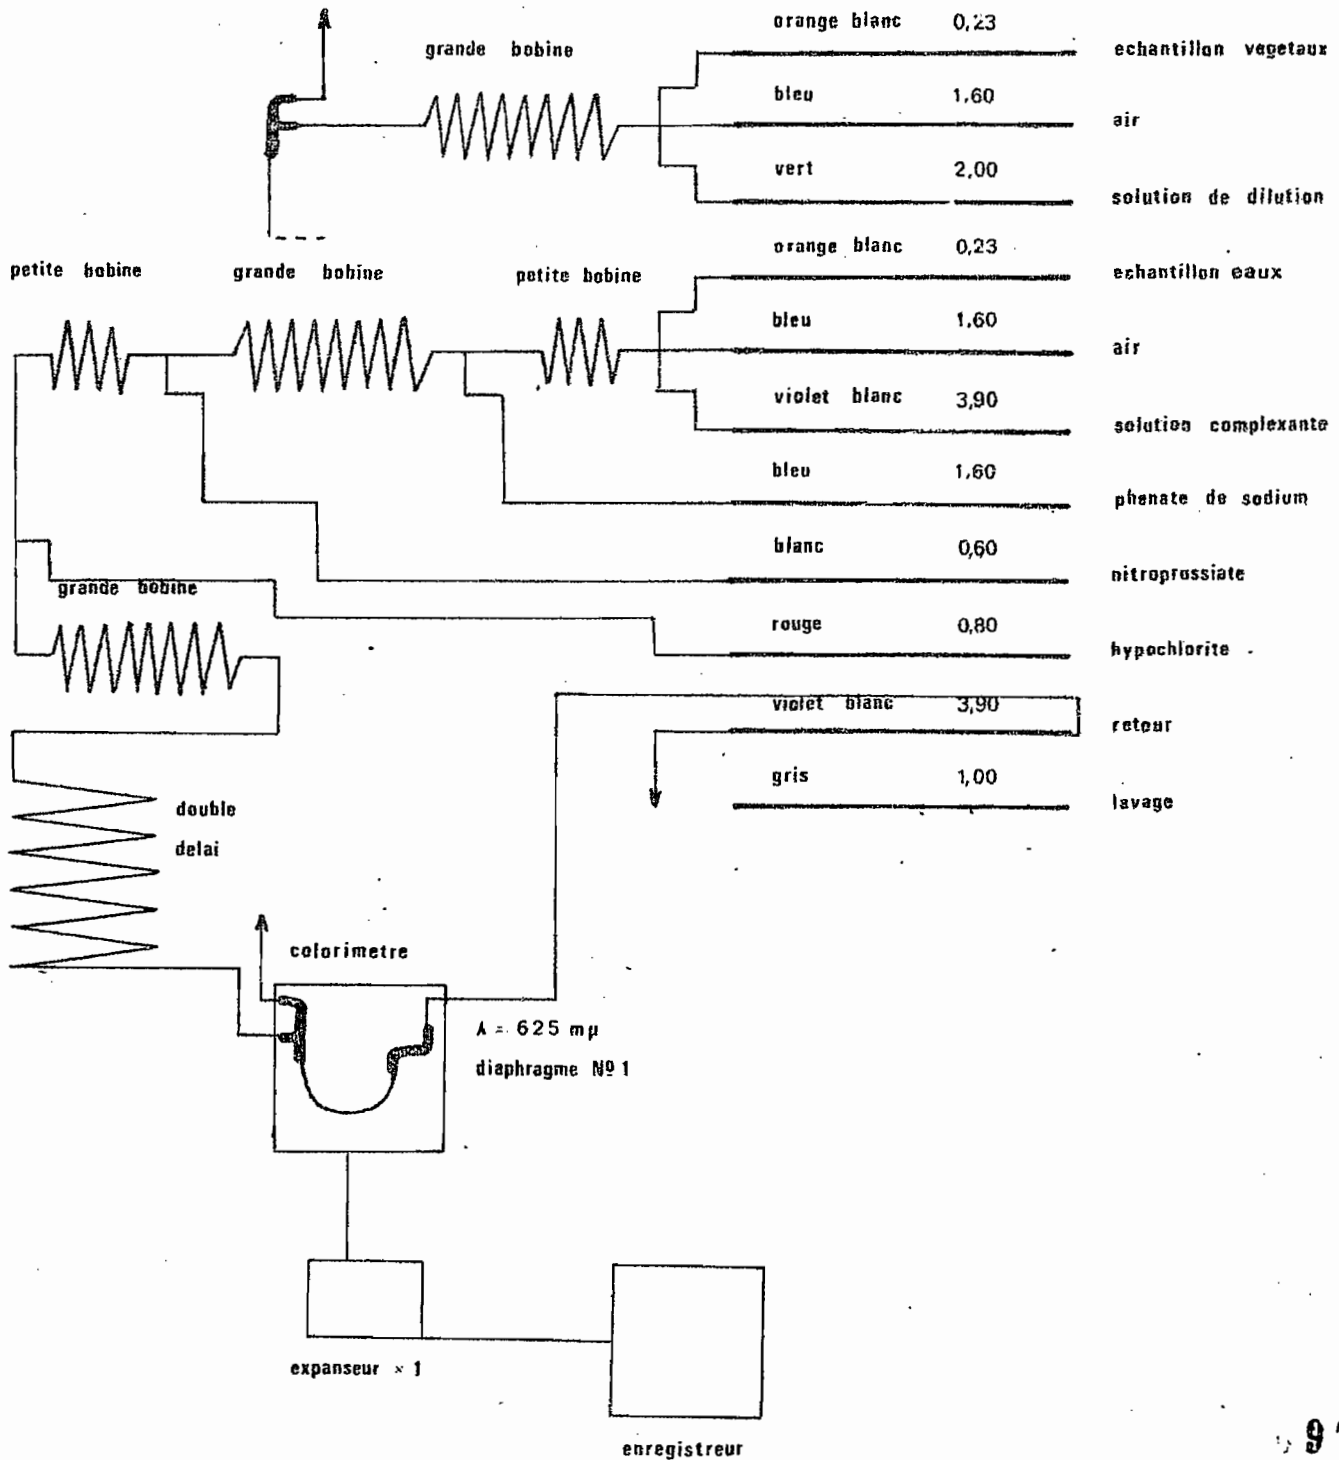 orange blanc 0,23
grande bobine
echantillon vegetaux
bleu 1,60
air
vert 2,00
solution de dilution
orange blanc 0,23
petite bobine grande bobine petite bobine
echantillon eaux
bleu 1,60
air
violet blanc 3,90
solution complexante
bleu 1,60
phenate de sodium
blanc 0,60
nitroprussiate
grande bobine
rouge 0,80
hypochlorite
violet blanc 3,90
retour
gris 1,00
lavage
double
delai
colorimetre
λ = 625 mµ
diaphragme Nº 1
expanseur × 1
enregistreur